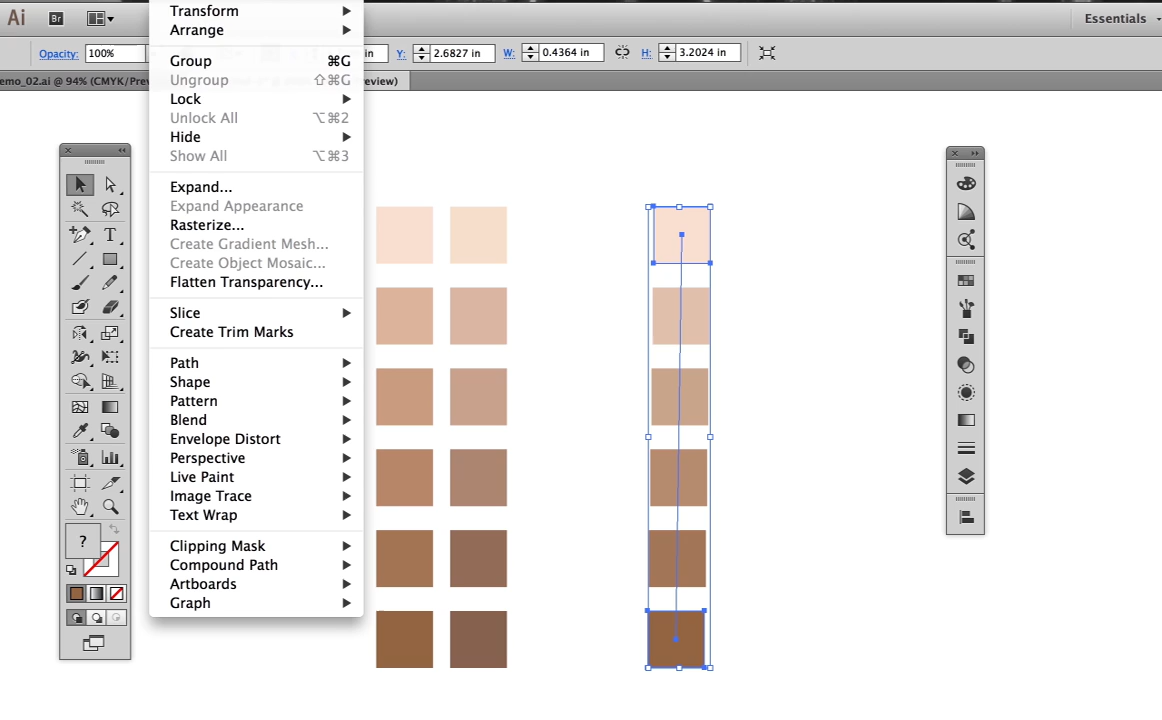 Ai Br Essentials
Opacity: 100% in Y: 2.6827 in W: 0.4364 in H: 3.2024 in
emo_02.ai @ 94% (CMYK/Prev review)
Transform
Arrange
Group ⌘G
Ungroup ⇧⌘G
Lock
Unlock All ⌥⌘2
Hide
Show All ⌥⌘3
Expand...
Expand Appearance
Rasterize...
Create Gradient Mesh...
Create Object Mosaic...
Flatten Transparency...
Slice
Create Trim Marks
Path
Shape
Pattern
Blend
Envelope Distort
Perspective
Live Paint
Image Trace
Text Wrap
Clipping Mask
Compound Path
Artboards
Graph
T
?